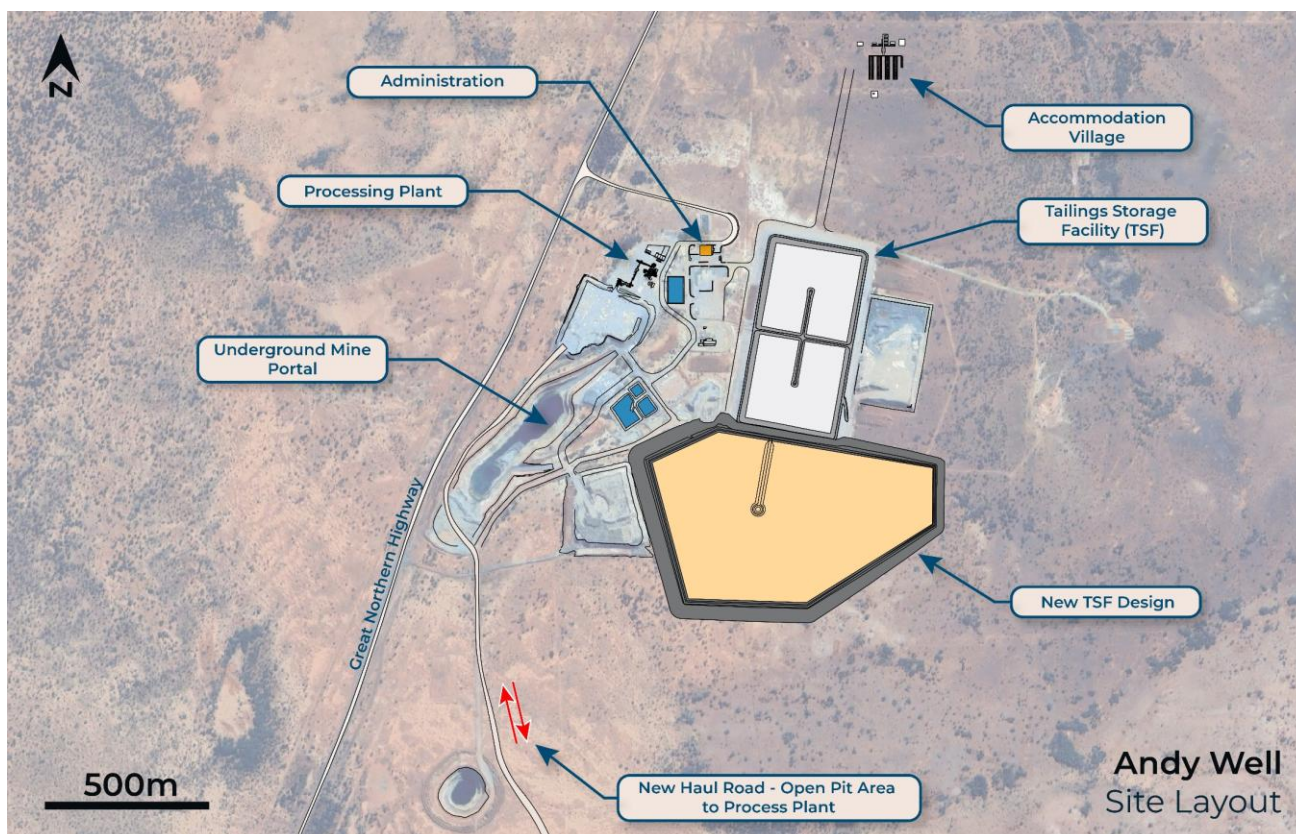 N
Administration
Accommodation
Village
Processing Plant
Tailings Storage
Facility (TSF)
Underground Mine
Portal
Great Northern Highway
New TSF Design
500m
New Haul Road - Open Pit Area
to Process Plant
Andy Well
Site Layout